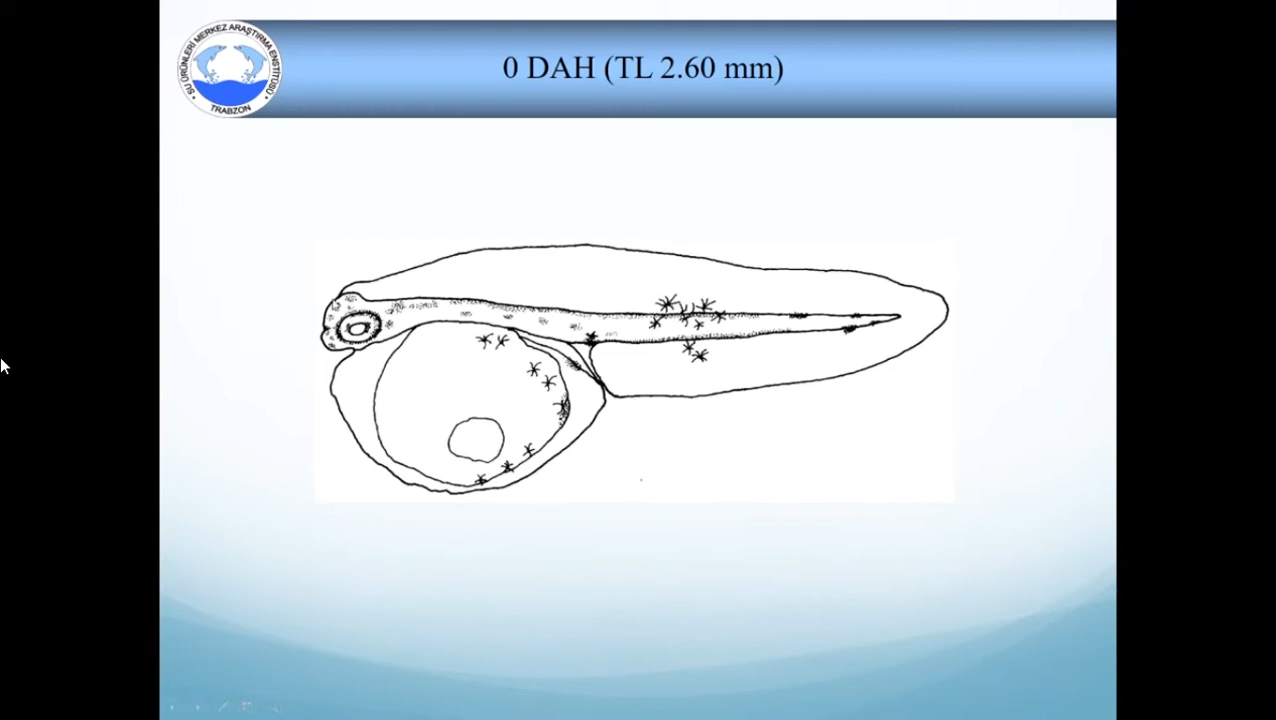 SU ÜRÜNLERİ MERKEZ ARAŞTIRMA ENSTİTÜSÜ
TRABZON
0 DAH (TL 2.60 mm)